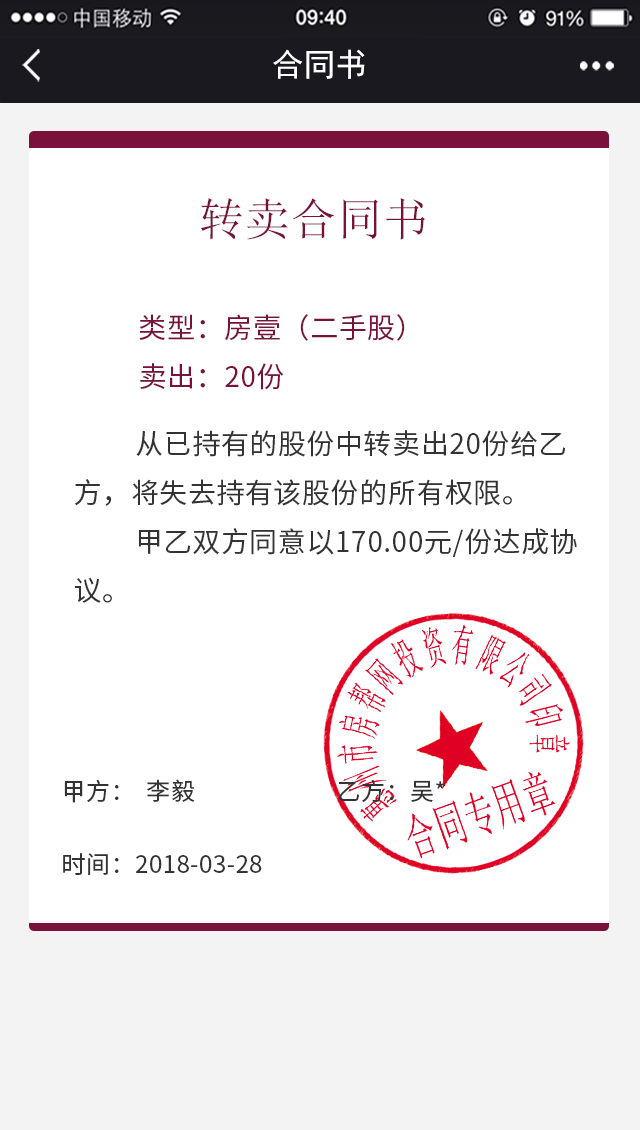 中国移动 09:40 91%
合同书
转卖合同书
类型：房壹（二手股）
卖出：20份
从已持有的股份中转卖出20份给乙
方，将失去持有该股份的所有权限。
甲乙双方同意以170.00元/份达成协
议。
惠州市房帮网投资有限公司印章
合同专用章
甲方： 李毅 乙方：吴*
时间：2018-03-28